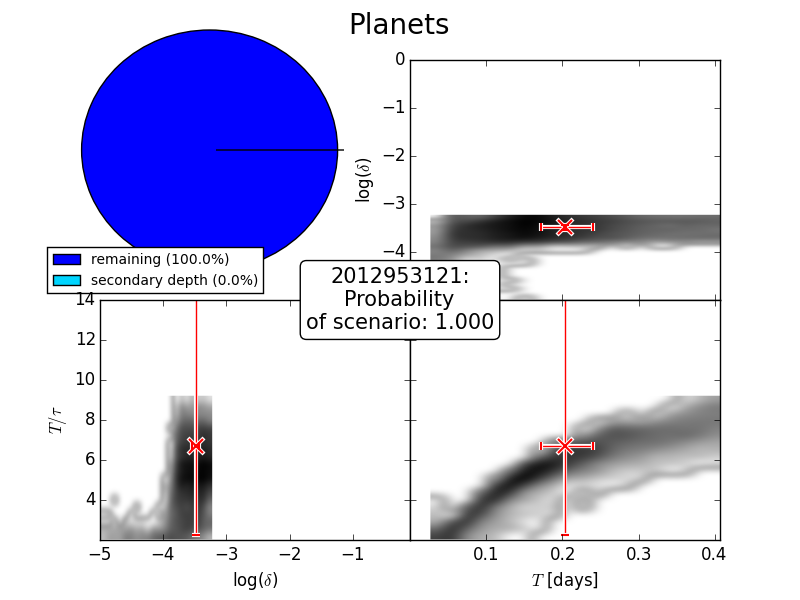 Planets
remaining (100.0%)
secondary depth (0.0%)
0
−1
−2
−3
−4
log(δ)
2012953121:
Probability
of scenario: 1.000
14
12
10
8
6
4
T/τ
−5
−4
−3
−2
−1
log(δ)
0.1
0.2
0.3
0.4
T [days]